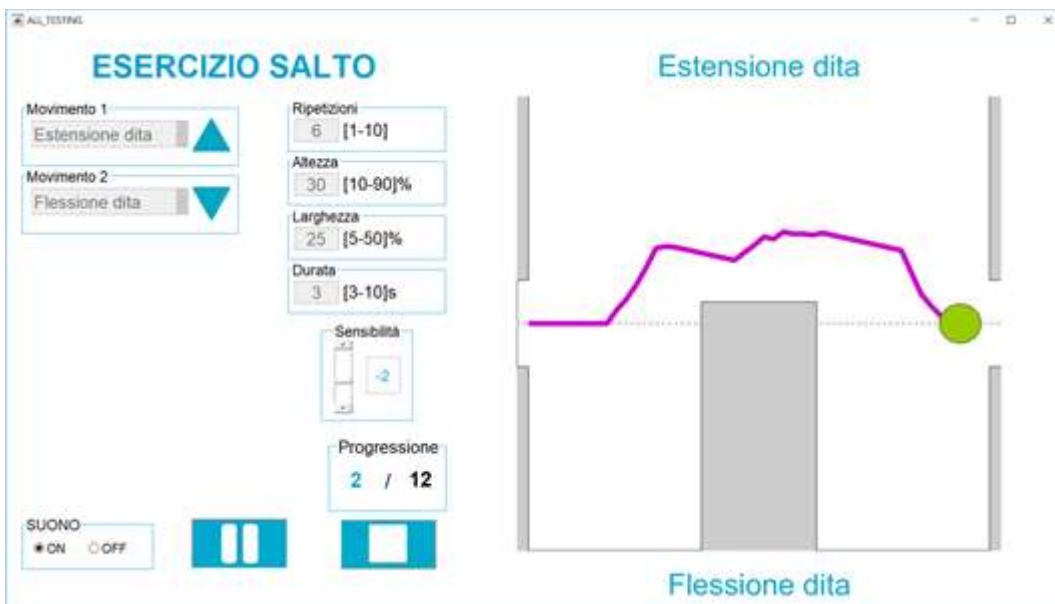 ALL_TESTING
ESERCIZIO SALTO
Estensione dita
Movimento 1
Estensione dita
Movimento 2
Flessione dita
Ripetizioni
6 [1-10]
Altezza
30 [10-90]%
Larghezza
25 [5-50]%
Durata
3 [3-10]s
Sensibilità
-2
Progressione
2 / 12
SUONO
ON OFF
Flessione dita